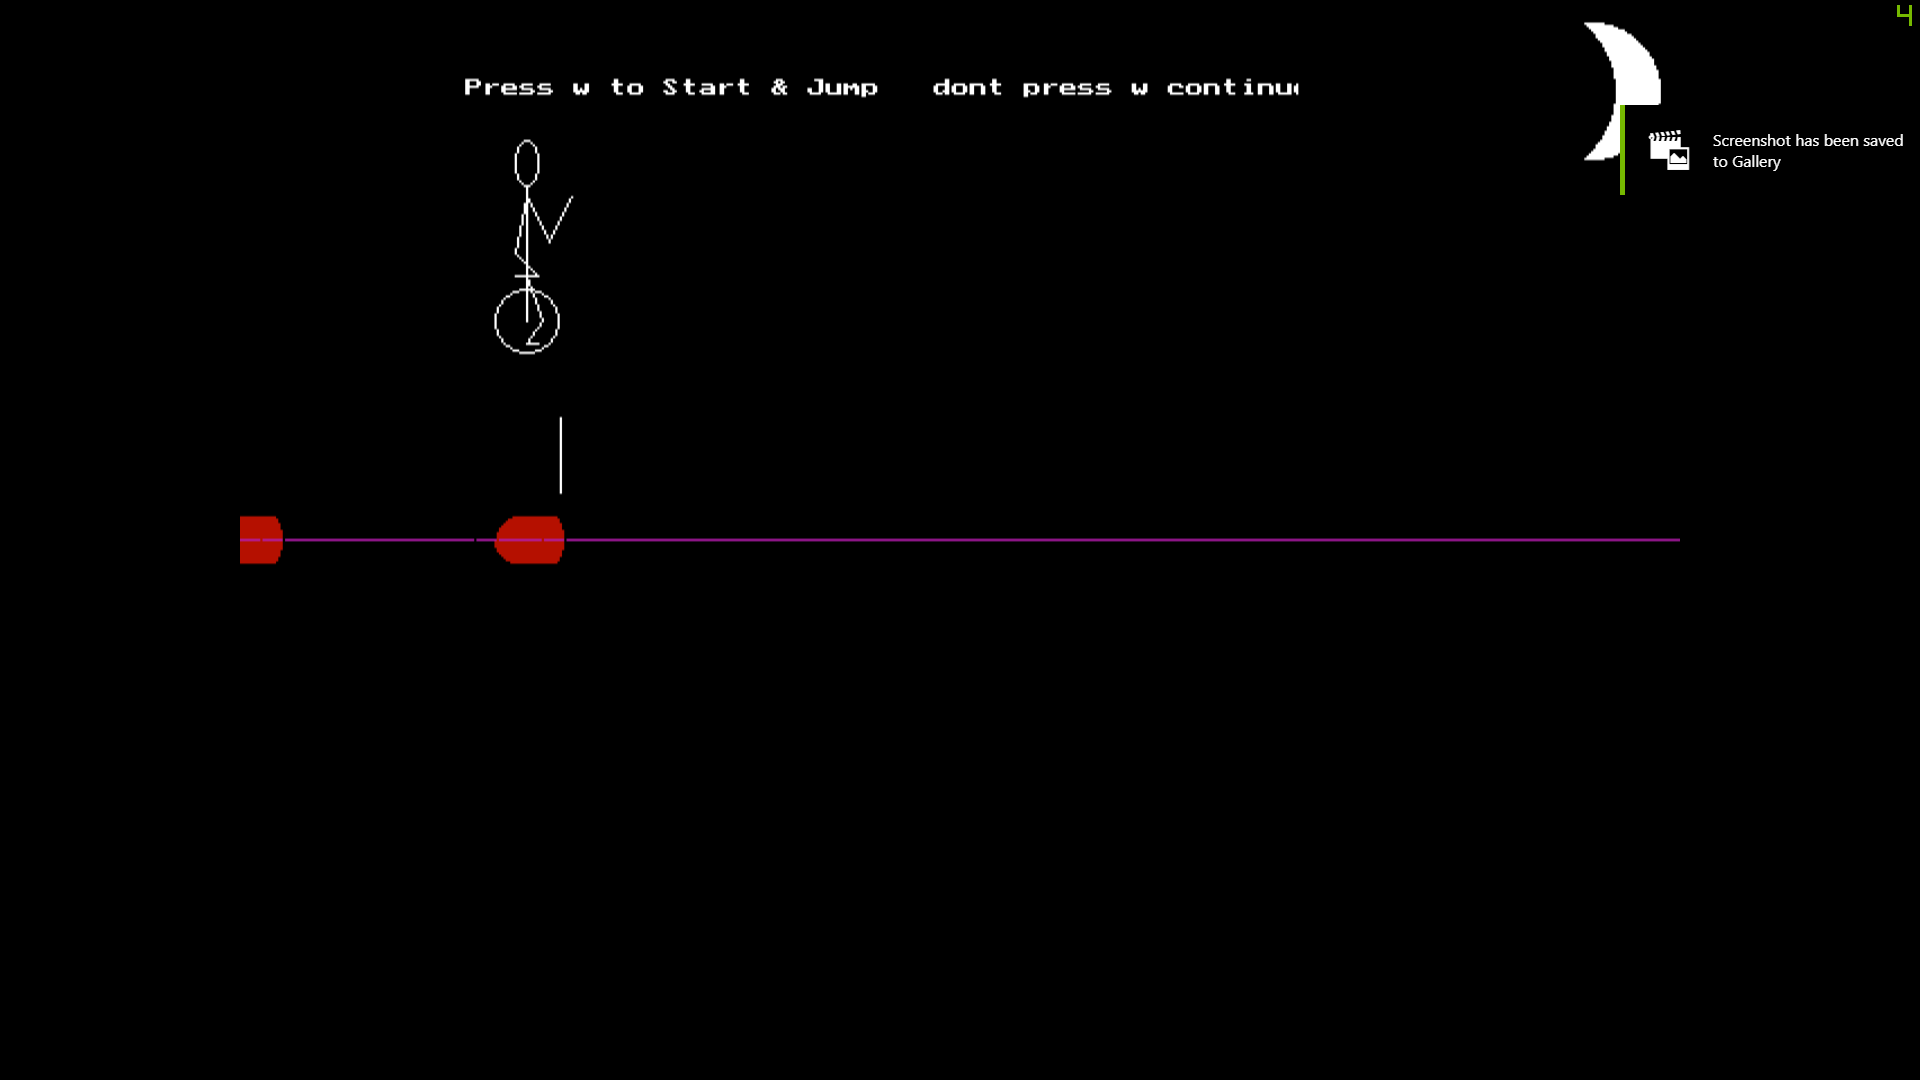 4
Press w to Start & Jump   dont press w continu
Screenshot has been saved
to Gallery